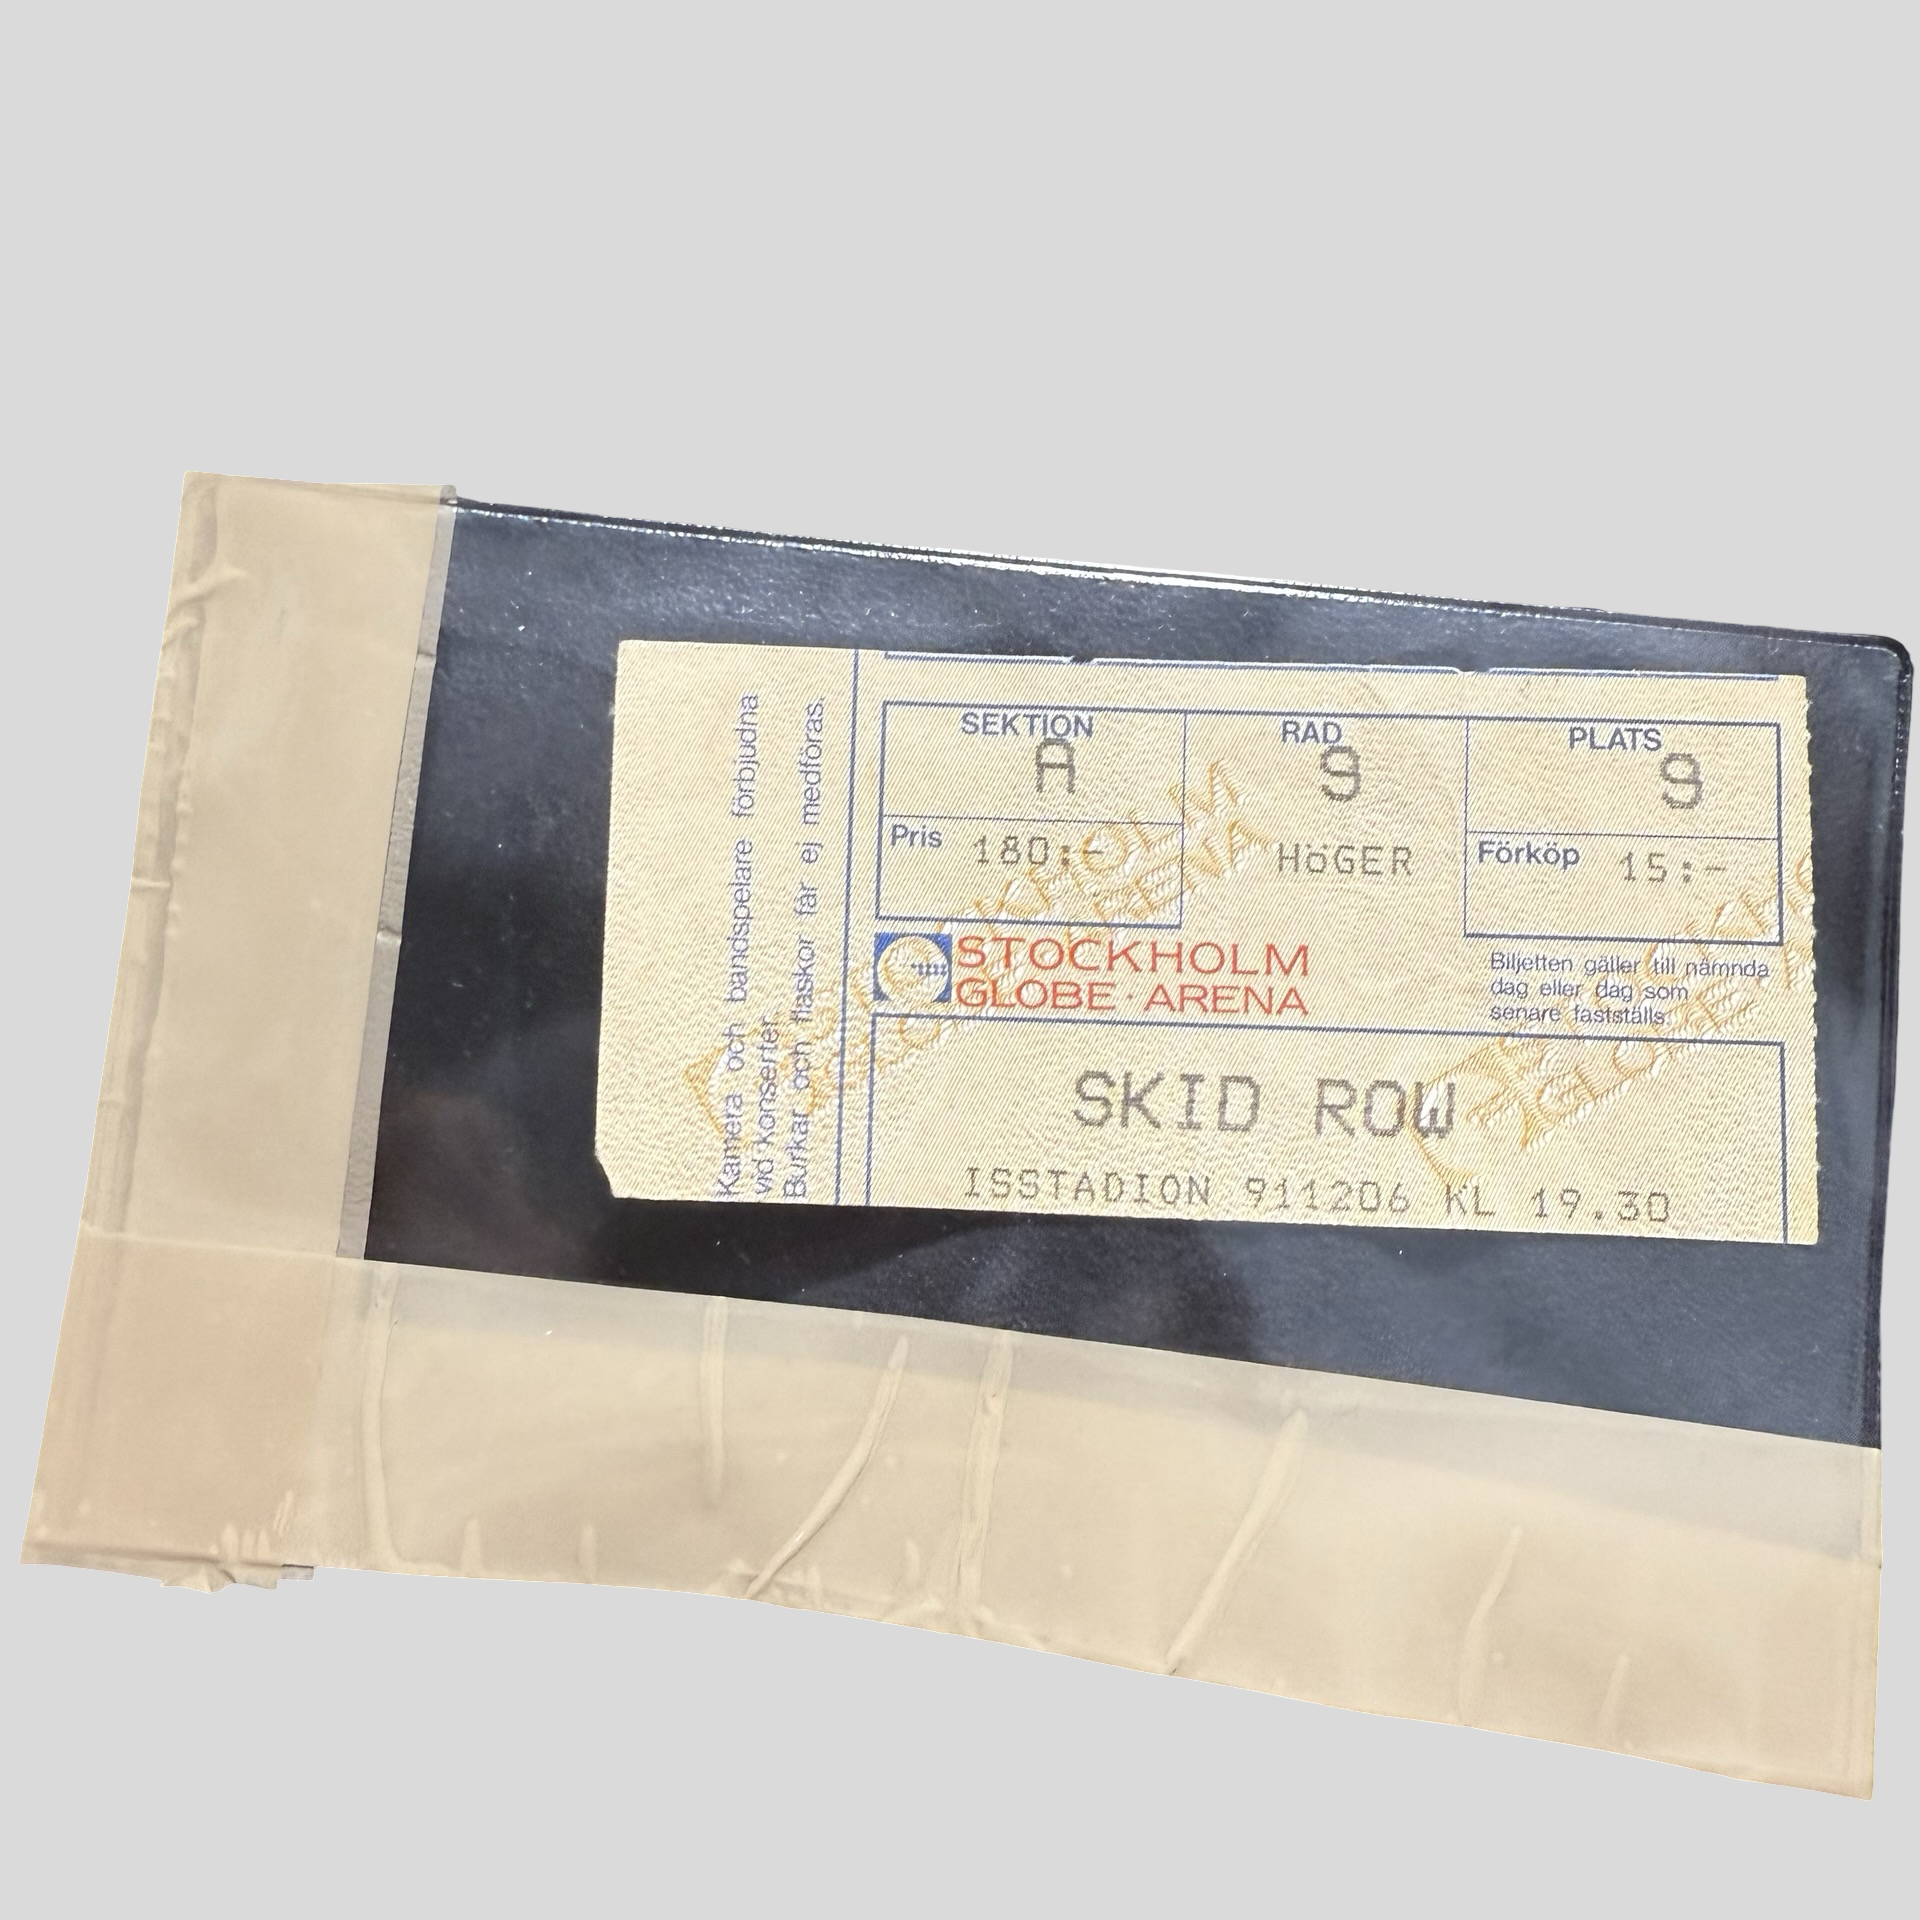 SEKTION RAD PLATS
A 9 9
Pris 180:- HöGER Förköp 15:-
STOCKHOLM
GLOBE · ARENA
Biljetten gäller till nämnda
dag eller dag som
senare fastställs.
SKID ROW
ISSTADION 911206 KL 19.30
Kamera och bandspelare förbjudna
vid konserter.
Burkar och flaskor får ej medföras.
STOCKHOLM
ARENA